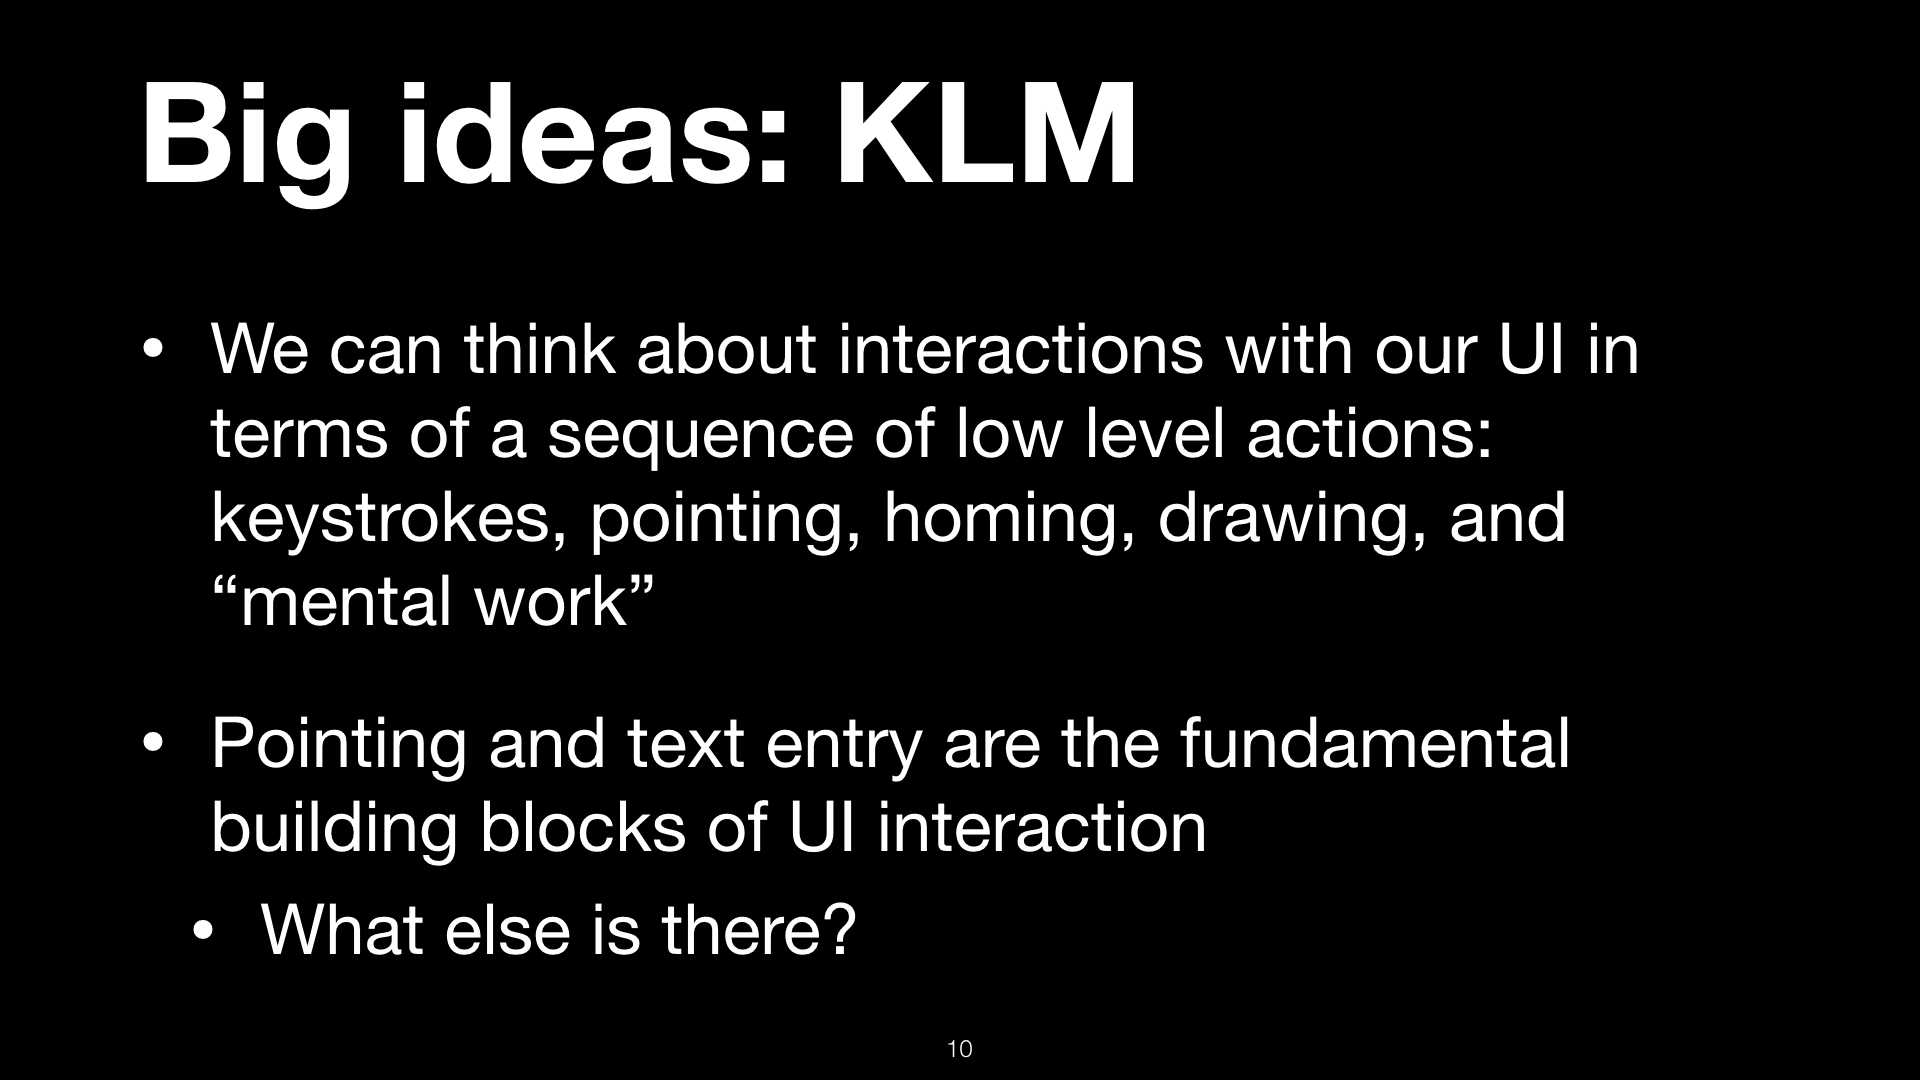 Big ideas: KLM
• We can think about interactions with our UI in
terms of a sequence of low level actions:
keystrokes, pointing, homing, drawing, and
“mental work”
• Pointing and text entry are the fundamental
building blocks of UI interaction
• What else is there?
10